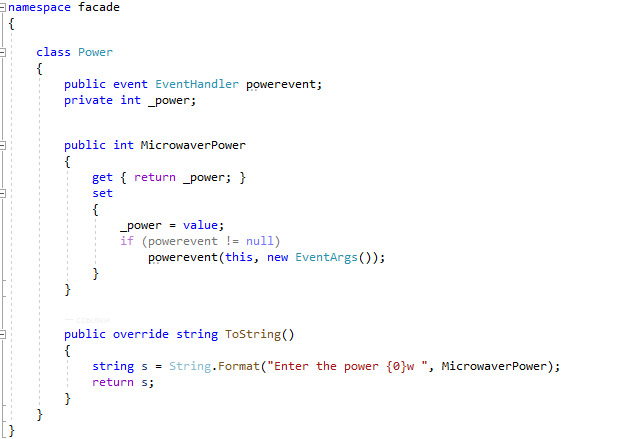 namespace facade
{
class Power
{
public event EventHandler powerevent;
private int _power;
public int MicrowaverPower
{
get { return _power; }
set
{
_power = value;
if (powerevent != null)
powerevent(this, new EventArgs());
}
}
public override string ToString()
{
string s = String.Format("Enter the power {0}w ", MicrowaverPower);
return s;
}
}
}